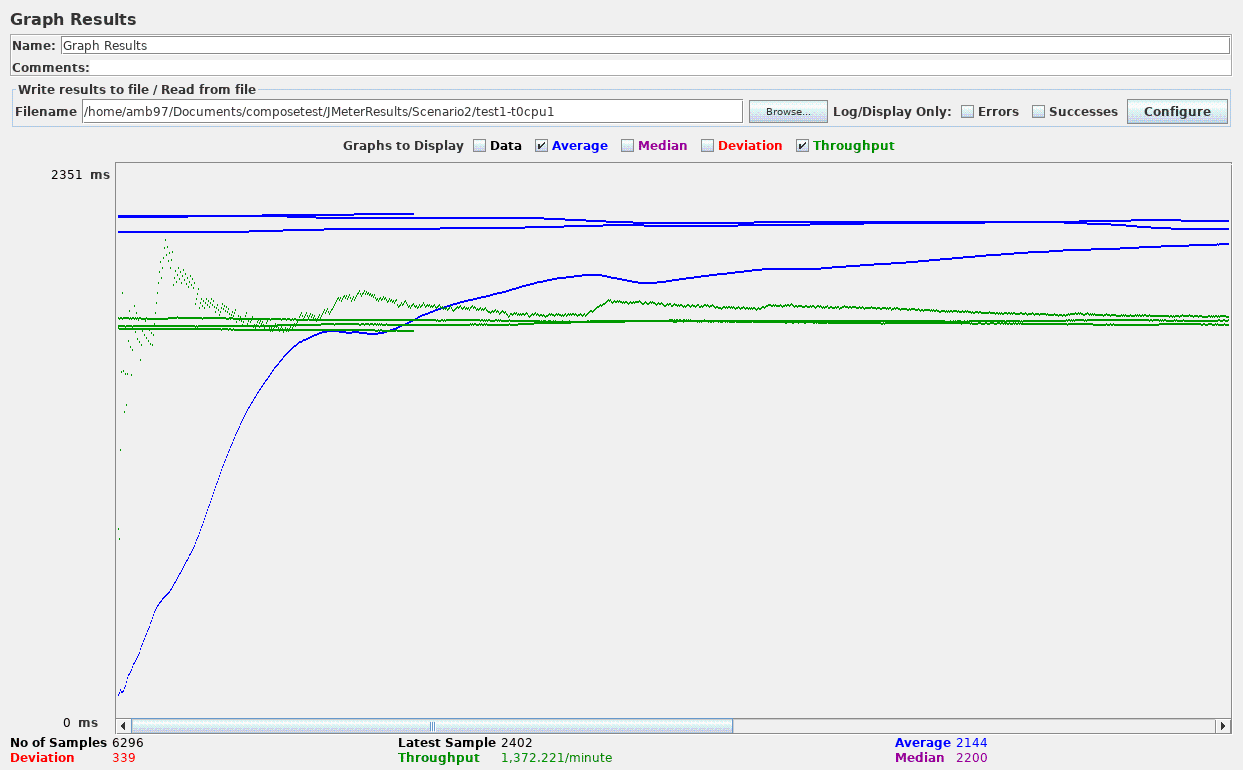 Graph Results
Name: Graph Results
Comments:
Write results to file / Read from file
Filename /home/amb97/Documents/composetest/JMeterResults/Scenario2/test1-t0cpu1 Browse... Log/Display Only: Errors Successes Configure
Graphs to Display Data Average Median Deviation Throughput
2351 ms
0 ms
No of Samples 6296 Latest Sample 2402 Average 2144
Deviation 339 Throughput 1,372.221/minute Median 2200